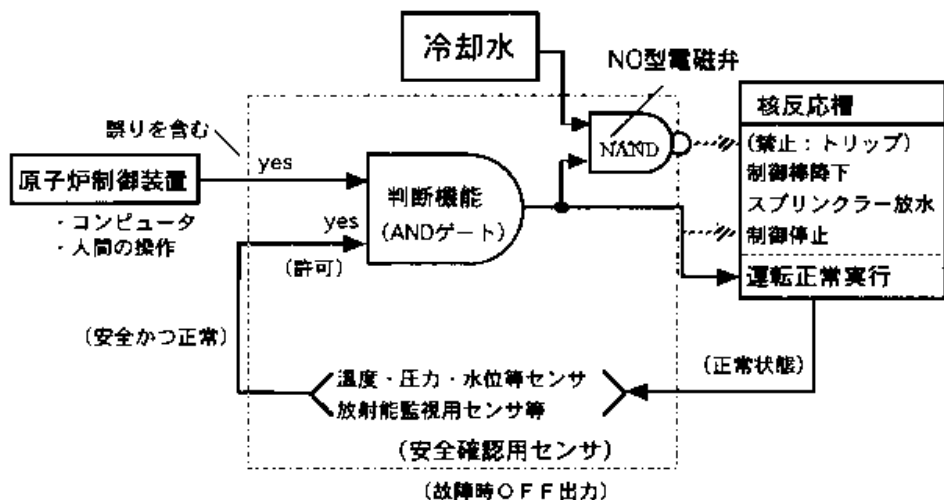 冷却水
NO型電磁弁
核反応槽
誤りを含む
yes
NAND
(禁止：トリップ)
制御棒降下
原子炉制御装置
判断機能
スプリンクラー放水
・コンピュータ
yes
(ANDゲート)
制御停止
・人間の操作
(許可)
運転正常実行
(安全かつ正常)
(正常状態)
温度・圧力・水位等センサ
放射能監視用センサ等
(安全確認用センサ)
(故障時OFF出力)